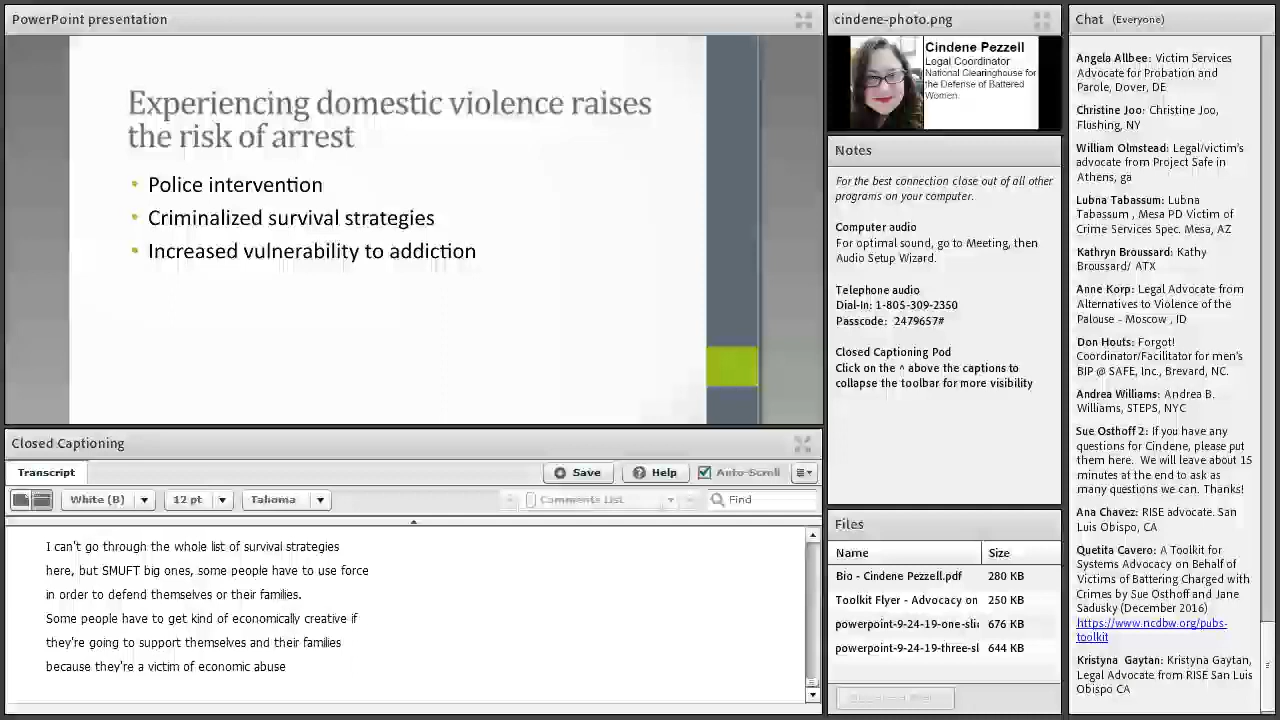 PowerPoint presentation
Experiencing domestic violence raises
the risk of arrest
• Police intervention
• Criminalized survival strategies
• Increased vulnerability to addiction
Closed Captioning
Transcript
Save
Help
Auto-Scroll
White (B)
12 pt
Tahoma
Comments List
Find
I can't go through the whole list of survival strategies
here, but SMUFT big ones, some people have to use force
in order to defend themselves or their families.
Some people have to get kind of economically creative if
they're going to support themselves and their families
because they're a victim of economic abuse
cindene-photo.png
Cindene Pezzell
Legal Coordinator
National Clearinghouse for
the Defense of Battered
Women.
Notes
For the best connection close out of all other
programs on your computer.
Computer audio
For optimal sound, go to Meeting, then
Audio Setup Wizard.
Telephone audio
Dial-In: 1-805-309-2350
Passcode: 2479657#
Closed Captioning Pod
Click on the ^ above the captions to
collapse the toolbar for more visibility
Files
Name Size
Bio - Cindene Pezzell.pdf 280 KB
Toolkit Flyer - Advocacy on 250 KB
powerpoint-9-24-19-one-sli 676 KB
powerpoint-9-24-19-three-sl 644 KB
Chat (Everyone)
Angela Allbee: Victim Services
Advocate for Probation and
Parole, Dover, DE
Christine Joo: Christine Joo,
Flushing, NY
William Olmstead: Legal/victim's
advocate from Project Safe in
Athens, ga
Lubna Tabassum: Lubna
Tabassum , Mesa PD Victim of
Crime Services Spec. Mesa, AZ
Kathryn Broussard: Kathy
Broussard/ ATX
Anne Korp: Legal Advocate from
Alternatives to Violence of the
Palouse - Moscow , ID
Don Houts: Forgot!
Coordinator/Facilitator for men's
BIP @ SAFE, Inc., Brevard, NC.
Andrea Williams: Andrea B.
Williams, STEPS, NYC
Sue Osthoff 2: If you have any
questions for Cindene, please put
them here. We will leave about 15
minutes at the end to ask as
many questions we can. Thanks!
Ana Chavez: RISE advocate. San
Luis Obispo, CA
Quetita Cavero: A Toolkit for
Systems Advocacy on Behalf of
Victims of Battering Charged with
Crimes by Sue Osthoff and Jane
Sadusky (December 2016)
https://www.ncdbw.org/pubs-
toolkit
Kristyna Gaytan: Kristyna Gaytan,
Legal Advocate from RISE San Luis
Obispo CA